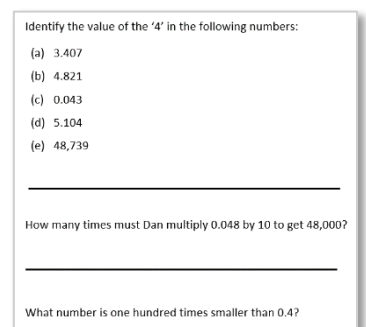 Identify the value of the ‘4’ in the following numbers:
(a) 3.407
(b) 4.821
(c) 0.043
(d) 5.104
(e) 48,739
How many times must Dan multiply 0.048 by 10 to get 48,000?
What number is one hundred times smaller than 0.4?